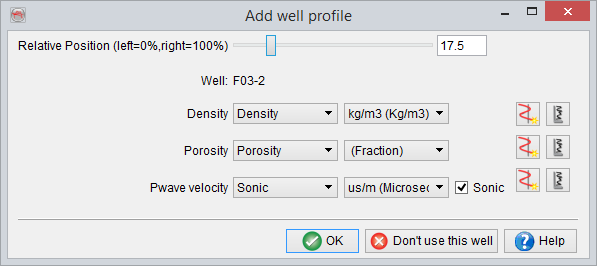 Add well profile
Relative Position (left=0%,right=100%) 17.5
Well: F03-2
Density Density kg/m3 (Kg/m3)
Porosity Porosity (Fraction)
Pwave velocity Sonic us/m (Microsec Sonic
OK Don't use this well Help